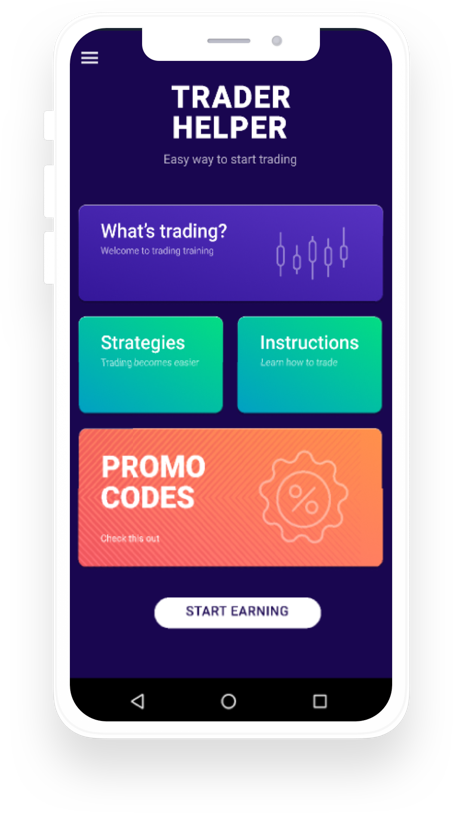 TRADER
HELPER
Easy way to start trading
What's trading?
Welcome to trading training
Strategies
Trading becomes easier
Instructions
Learn how to trade
PROMO
CODES
%
Check this out
START EARNING